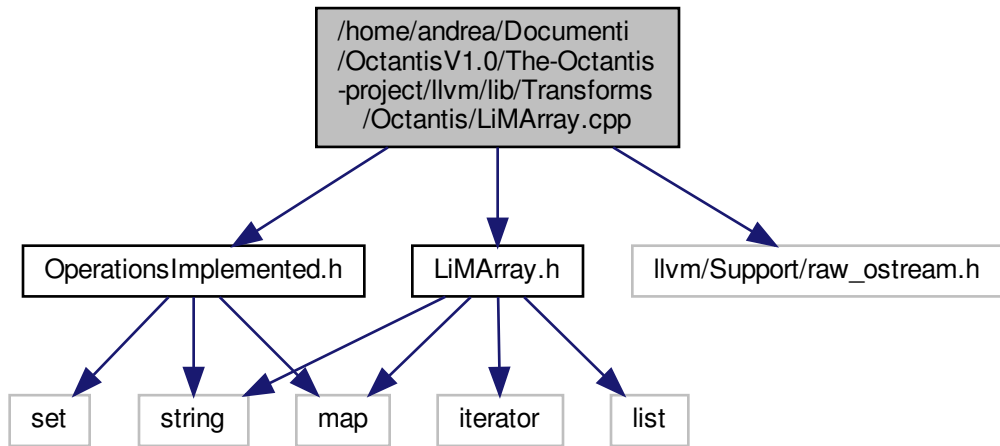 /home/andrea/Documenti
/OctantisV1.0/The-Octantis
-project/llvm/lib/Transforms
/Octantis/LiMArray.cpp
OperationsImplemented.h
LiMArray.h
llvm/Support/raw_ostream.h
set
string
map
iterator
list